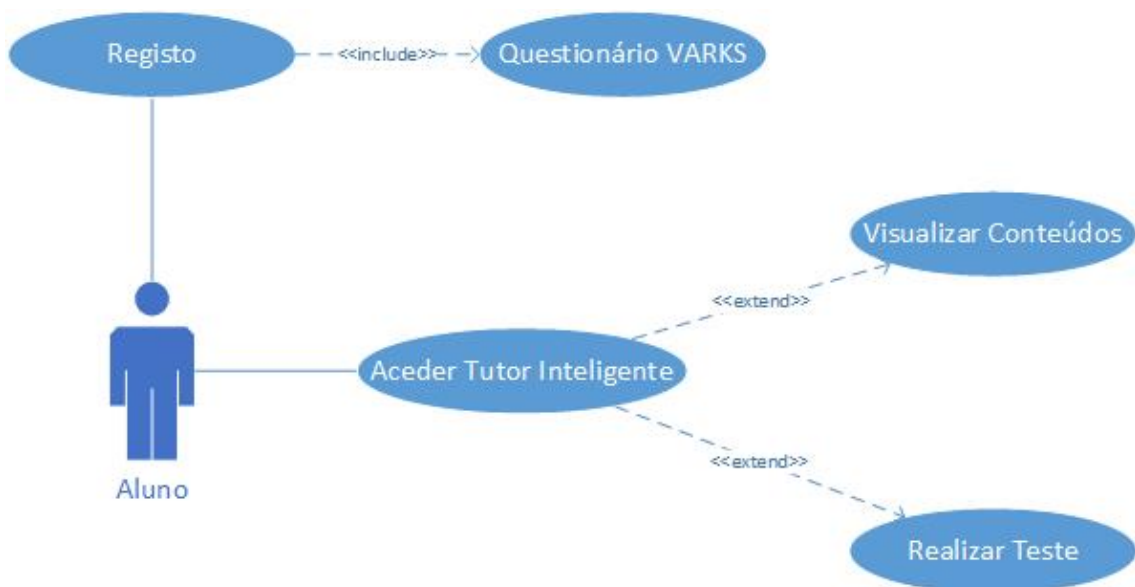 Registo
<<include>>
Questionário VARKS
Visualizar Conteúdos
<<extend>>
Aceder Tutor Inteligente
<<extend>>
Aluno
Realizar Teste